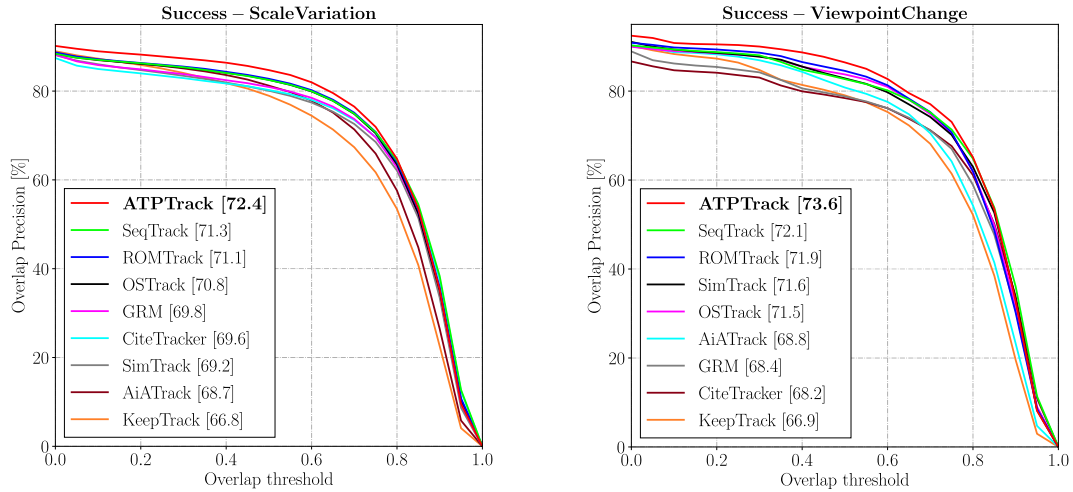 Success − ScaleVariation
Overlap Precision [%]
80
60
40
20
0
ATPTrack [72.4]
SeqTrack [71.3]
ROMTrack [71.1]
OSTrack [70.8]
GRM [69.8]
CiteTracker [69.6]
SimTrack [69.2]
AiATrack [68.7]
KeepTrack [66.8]
0.0 0.2 0.4 0.6 0.8 1.0
Overlap threshold
Success − ViewpointChange
Overlap Precision [%]
80
60
40
20
0
ATPTrack [73.6]
SeqTrack [72.1]
ROMTrack [71.9]
SimTrack [71.6]
OSTrack [71.5]
AiATrack [68.8]
GRM [68.4]
CiteTracker [68.2]
KeepTrack [66.9]
0.0 0.2 0.4 0.6 0.8 1.0
Overlap threshold